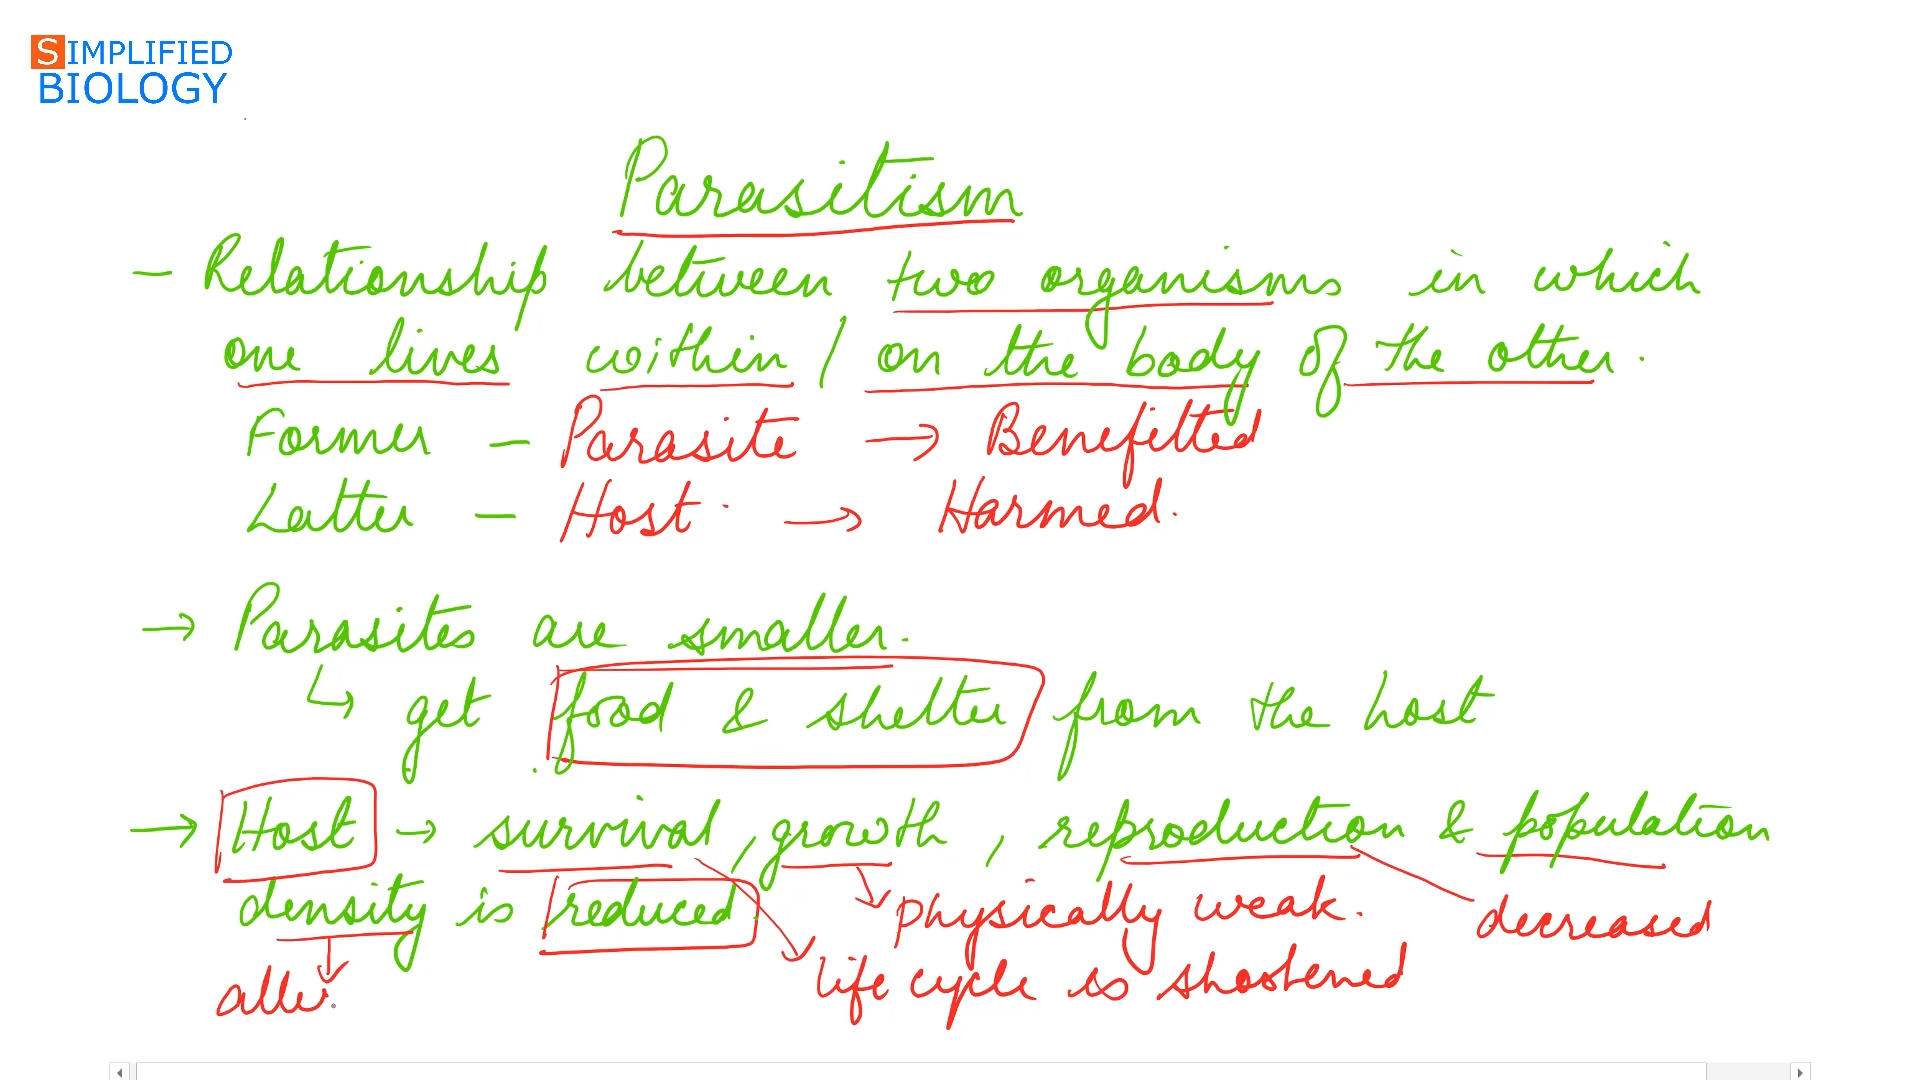 SIMPLIFIED
BIOLOGY
Parasitism
- Relationship between two organisms in which
one lives within / on the body of the other.
Former - Parasite → Benefitted
Latter - Host → Harmed.
→ Parasites are smaller.
↳ get food & shelter from the host
→ Host → survival, growth, reproduction & population
density is reduced.
physically weak.
decreased
life cycle is shortened